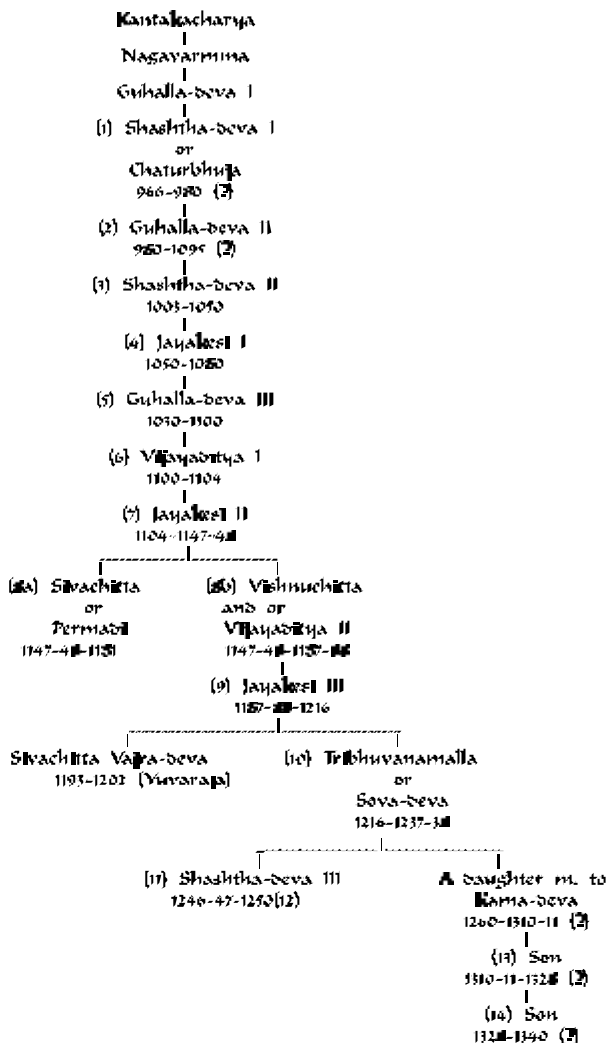 Kantakacharya
Nagavarmma
Guhalla-deva I
(1) Shashtha-deva I
or
Chaturbhuja
966-980 (?)
(2) Guhalla-deva II
980-1095 (?)
(3) Shashtha-deva II
1005-1050
(4) Jayakesi I
1050-1080
(5) Guhalla-deva III
1100
(6) Vijayaditya I
1100-1104
(7) Jayakesi II
1104-1147-48
(8a) Sivachitta (8b) Vishnuchitta
or and or
Permadi Vijayaditya II
1147-48-1181 1147-48-1187-88
(9) Jayakesi III
1187-88-1216
Sivachitta Vajra-deva (10) Tribhuvanamalla
1193-1202 (Yuvaraja) or
Sova-deva
1216-1237-38
(11) Shashtha-deva III A daughter m. to
1246-47-1250(12) Kama-deva
1260-1310-11 (?)
(13) Son
1310-11-1328 (?)
(14) Son
1328-1340 (?)